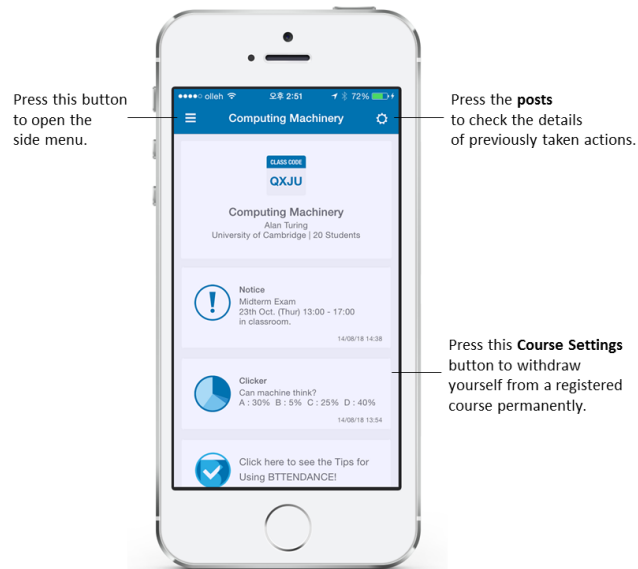 Press this button
to open the
side menu.
olleh 오후 2:51 72%
Computing Machinery
CLASS CODE
QXJU
Computing Machinery
Alan Turing
University of Cambridge | 20 Students
Notice
Midterm Exam
23th Oct. (Thur) 13:00 - 17:00
in classroom.
14/08/18 14:38
Clicker
Can machine think?
A : 30% B : 5% C : 25% D : 40%
14/08/18 13:54
Click here to see the Tips for
Using BTTENDANCE!
Press the posts
to check the details
of previously taken actions.
Press this Course Settings
button to withdraw
yourself from a registered
course permanently.